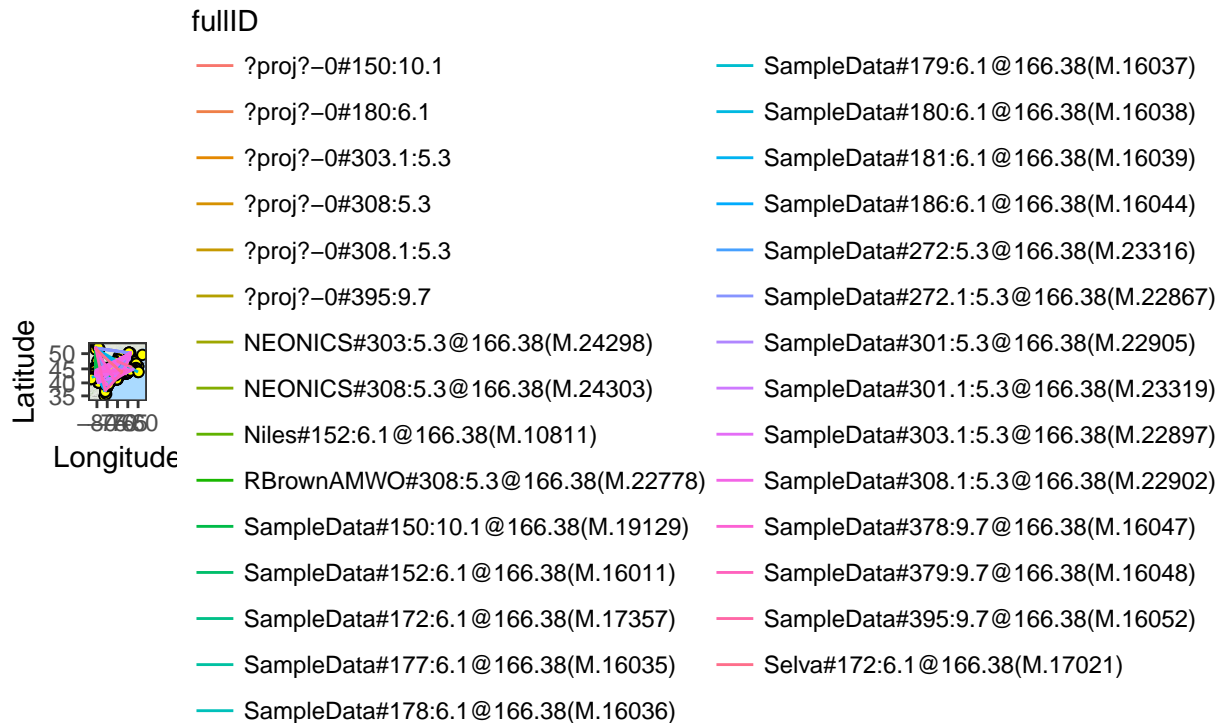 fullID
?proj?−0#150:10.1
?proj?−0#180:6.1
?proj?−0#303.1:5.3
?proj?−0#308:5.3
?proj?−0#308.1:5.3
?proj?−0#395:9.7
NEONICS#303:5.3@166.38(M.24298)
NEONICS#308:5.3@166.38(M.24303)
Niles#152:6.1@166.38(M.10811)
RBrownAMWO#308:5.3@166.38(M.22778)
SampleData#150:10.1@166.38(M.19129)
SampleData#152:6.1@166.38(M.16011)
SampleData#172:6.1@166.38(M.17357)
SampleData#177:6.1@166.38(M.16035)
SampleData#178:6.1@166.38(M.16036)
SampleData#179:6.1@166.38(M.16037)
SampleData#180:6.1@166.38(M.16038)
SampleData#181:6.1@166.38(M.16039)
SampleData#186:6.1@166.38(M.16044)
SampleData#272:5.3@166.38(M.23316)
SampleData#272.1:5.3@166.38(M.22867)
SampleData#301:5.3@166.38(M.22905)
SampleData#301.1:5.3@166.38(M.23319)
SampleData#303.1:5.3@166.38(M.22897)
SampleData#308.1:5.3@166.38(M.22902)
SampleData#378:9.7@166.38(M.16047)
SampleData#379:9.7@166.38(M.16048)
SampleData#395:9.7@166.38(M.16052)
Selva#172:6.1@166.38(M.17021)
Latitude
50
45
40
35
Longitude